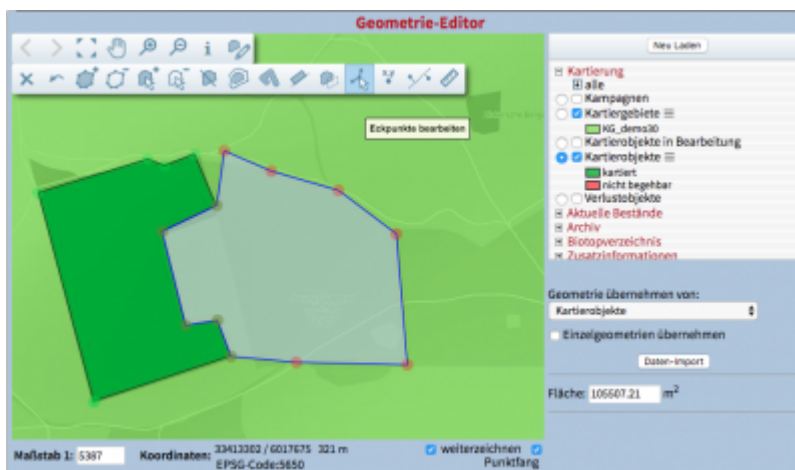 Geometrie-Editor
Neu Laden
Kartierung
alle
Kampagnen
Kartiergebiete
KG_demo30
Kartierobjekte in Bearbeitung
Kartierobjekte
kartiert
nicht begehbar
Verlustobjekte
Aktuelle Bestände
Archiv
Biotopverzeichnis
Zusatzinformationen
Eckpunkte bearbeiten
Geometrie übernehmen von:
Kartierobjekte
Einzelgeometrien übernehmen
Daten-Import
Fläche: 105507.21 m²
Maßstab 1: 5387
Koordinaten: 33413302 / 6017675 321 m
EPSG-Code:5650
weiterzeichnen
Punktfang